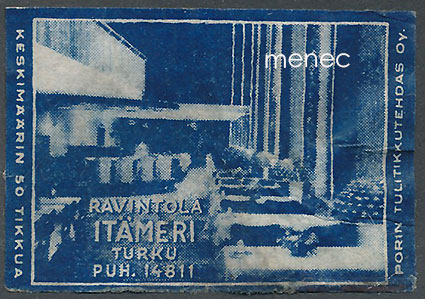 KESKIMÄÄRIN 50 TIKKUA
menec
RAVINTOLA
ITÄMERI
TURKU
PUH. 14811
PORIN TULITIKKUTEHDAS OY.